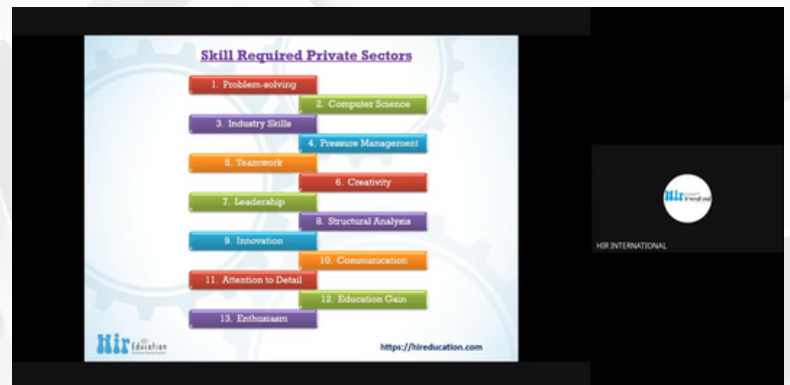 Skill Required Private Sectors
1. Problem-solving
2. Computer Science
3. Industry Skills
4. Pressure Management
5. Teamwork
6. Creativity
7. Leadership
8. Structural Analysis
9. Innovation
10. Communication
11. Attention to Detail
12. Education Gain
13. Enthusiasm
Hir Education
https://hireducation.com
Hir
HIR INTERNATIONAL